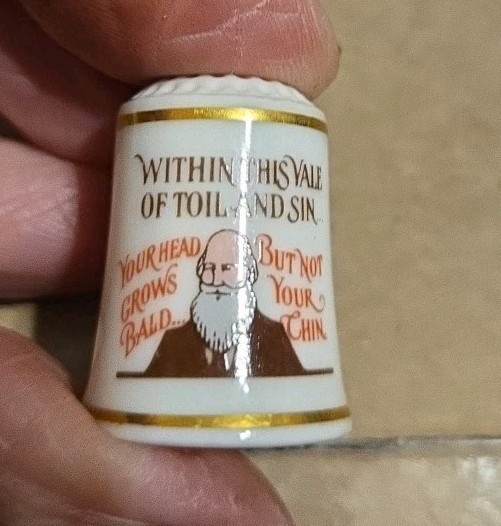 WITHIN THIS VALE
OF TOIL AND SIN...
YOUR HEAD
GROWS
BALD...
BUT NOT
YOUR
CHIN.